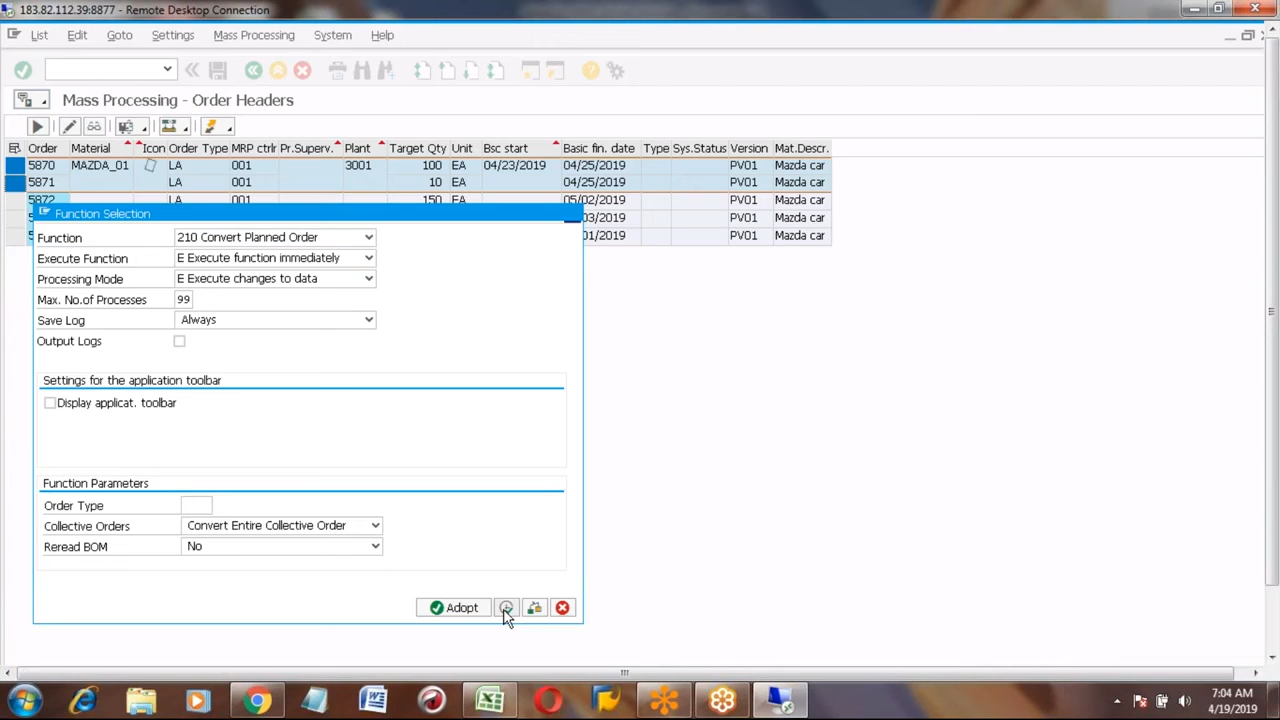 183.82.112.39:8877 - Remote Desktop Connection
List Edit Goto Settings Mass Processing System Help
Mass Processing - Order Headers
Order Material Icon Order Type MRP ctrlr Pr.Superv. Plant Target Qty Unit Bsc start Basic fin. date Type Sys.Status Version Mat.Descr.
5870 MAZDA_01 LA 001 3001 100 EA 04/23/2019 04/25/2019 PV01 Mazda car
5871 LA 001 10 EA 04/25/2019 PV01 Mazda car
5872 LA 001 150 EA 05/02/2019 PV01 Mazda car
03/2019 PV01 Mazda car
01/2019 PV01 Mazda car
Function Selection
Function 210 Convert Planned Order
Execute Function E Execute function immediately
Processing Mode E Execute changes to data
Max. No.of Processes 99
Save Log Always
Output Logs
Settings for the application toolbar
Display applicat. toolbar
Function Parameters
Order Type
Collective Orders Convert Entire Collective Order
Reread BOM No
Adopt
7:04 AM
4/19/2019